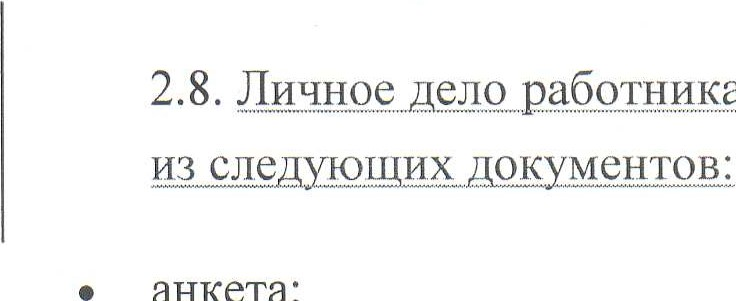 2.8. Личное дело работника
из следующих документов:
• анкета;